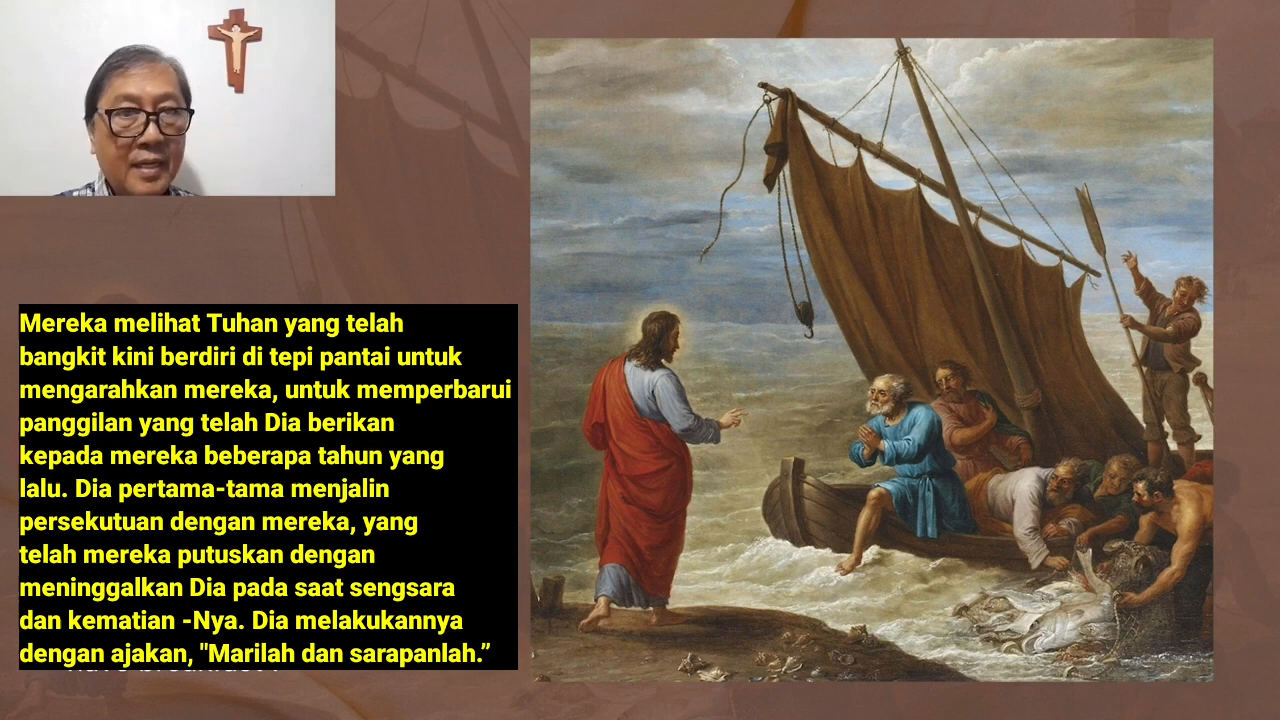 Mereka melihat Tuhan yang telah
bangkit kini berdiri di tepi pantai untuk
mengarahkan mereka, untuk memperbarui
panggilan yang telah Dia berikan
kepada mereka beberapa tahun yang
lalu. Dia pertama-tama menjalin
persekutuan dengan mereka, yang
telah mereka putuskan dengan
meninggalkan Dia pada saat sengsara
dan kematian -Nya. Dia melakukannya
dengan ajakan, "Marilah dan sarapanlah.”